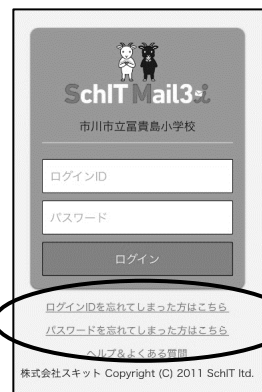 SchIT Mail3
市川市立冨貴島小学校
ログインID
パスワード
ログイン
ログインIDを忘れてしまった方はこちら
パスワードを忘れてしまった方はこちら
ヘルプ&よくある質問
株式会社スキット Copyright (C) 2011 SchIT ltd.